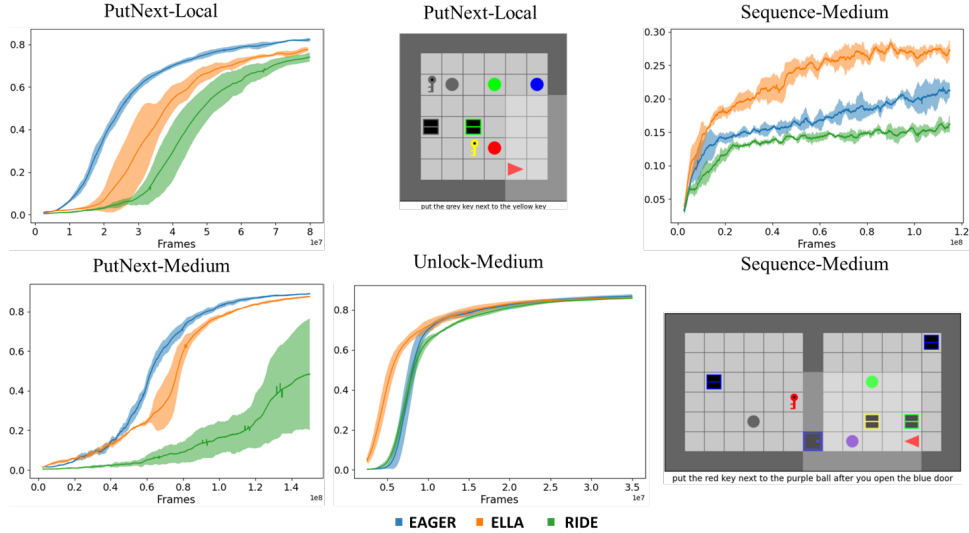 PutNext-Local
PutNext-Local
Sequence-Medium
0.8
0.6
0.4
0.2
0.0
0 1 2 3 4 5 6 7 8
Frames
1e7
put the grey key next to the yellow key
0.30
0.25
0.20
0.15
0.10
0.05
0.0 0.2 0.4 0.6 0.8 1.0 1.2
Frames
1e8
PutNext-Medium
Unlock-Medium
Sequence-Medium
0.8
0.6
0.4
0.2
0.0
0.0 0.2 0.4 0.6 0.8 1.0 1.2 1.4
Frames
1e8
0.8
0.6
0.4
0.2
0.0
0.5 1.0 1.5 2.0 2.5 3.0 3.5
Frames
1e7
put the red key next to the purple ball after you open the blue door
EAGER ELLA RIDE